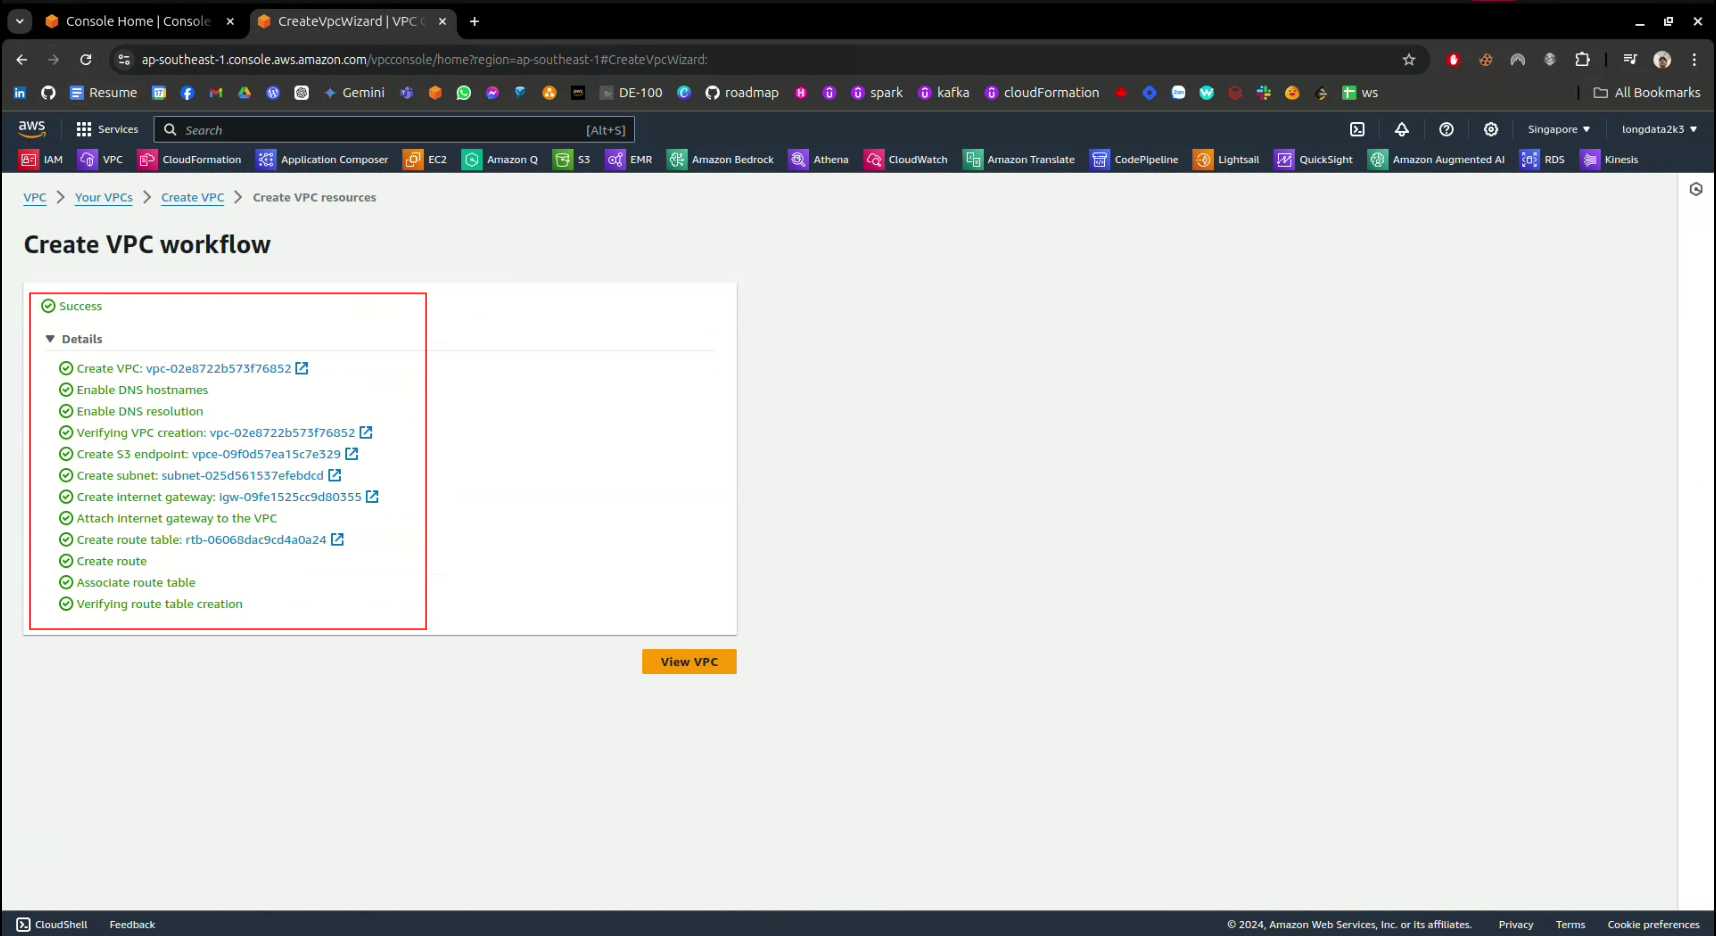 Console Home | Console
CreateVpcWizard | VPC C
ap-southeast-1.console.aws.amazon.com/vpcconsole/home?region=ap-southeast-1#CreateVpcWizard:
Resume Gemini DE-100 roadmap spark kafka cloudFormation ws All Bookmarks
aws Services Search [Alt+S] Singapore longdata2k3
IAM VPC CloudFormation Application Composer EC2 Amazon Q S3 EMR Amazon Bedrock Athena CloudWatch Amazon Translate CodePipeline Lightsail QuickSight Amazon Augmented AI RDS Kinesis
VPC Your VPCs Create VPC Create VPC resources
Create VPC workflow
Success
Details
Create VPC: vpc-02e8722b573f76852
Enable DNS hostnames
Enable DNS resolution
Verifying VPC creation: vpc-02e8722b573f76852
Create S3 endpoint: vpce-09f0d57ea15c7e329
Create subnet: subnet-025d561537efebdcd
Create internet gateway: igw-09fe1525cc9d80355
Attach internet gateway to the VPC
Create route table: rtb-06068dac9cd4a0a24
Create route
Associate route table
Verifying route table creation
View VPC
CloudShell Feedback © 2024, Amazon Web Services, Inc. or its affiliates. Privacy Terms Cookie preferences